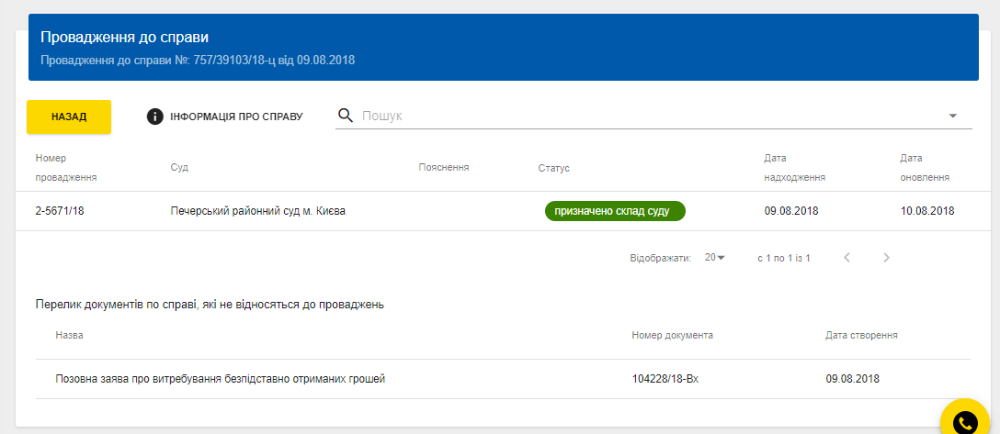 Провадження до справи
Провадження до справи №: 757/39103/18-ц від 09.08.2018
НАЗАД ІНФОРМАЦІЯ ПРО СПРАВУ Пошук
Номер провадження Суд Пояснення Статус Дата надходження Дата оновлення
2-5671/18 Печерський районний суд м. Києва призначено склад суду 09.08.2018 10.08.2018
Відображати: 20 с 1 по 1 із 1
Перелик документів по справі, які не відносяться до проваджень
Назва Номер документа Дата створення
Позовна заява про витребування безпідставно отриманих грошей 104228/18-Вх 09.08.2018